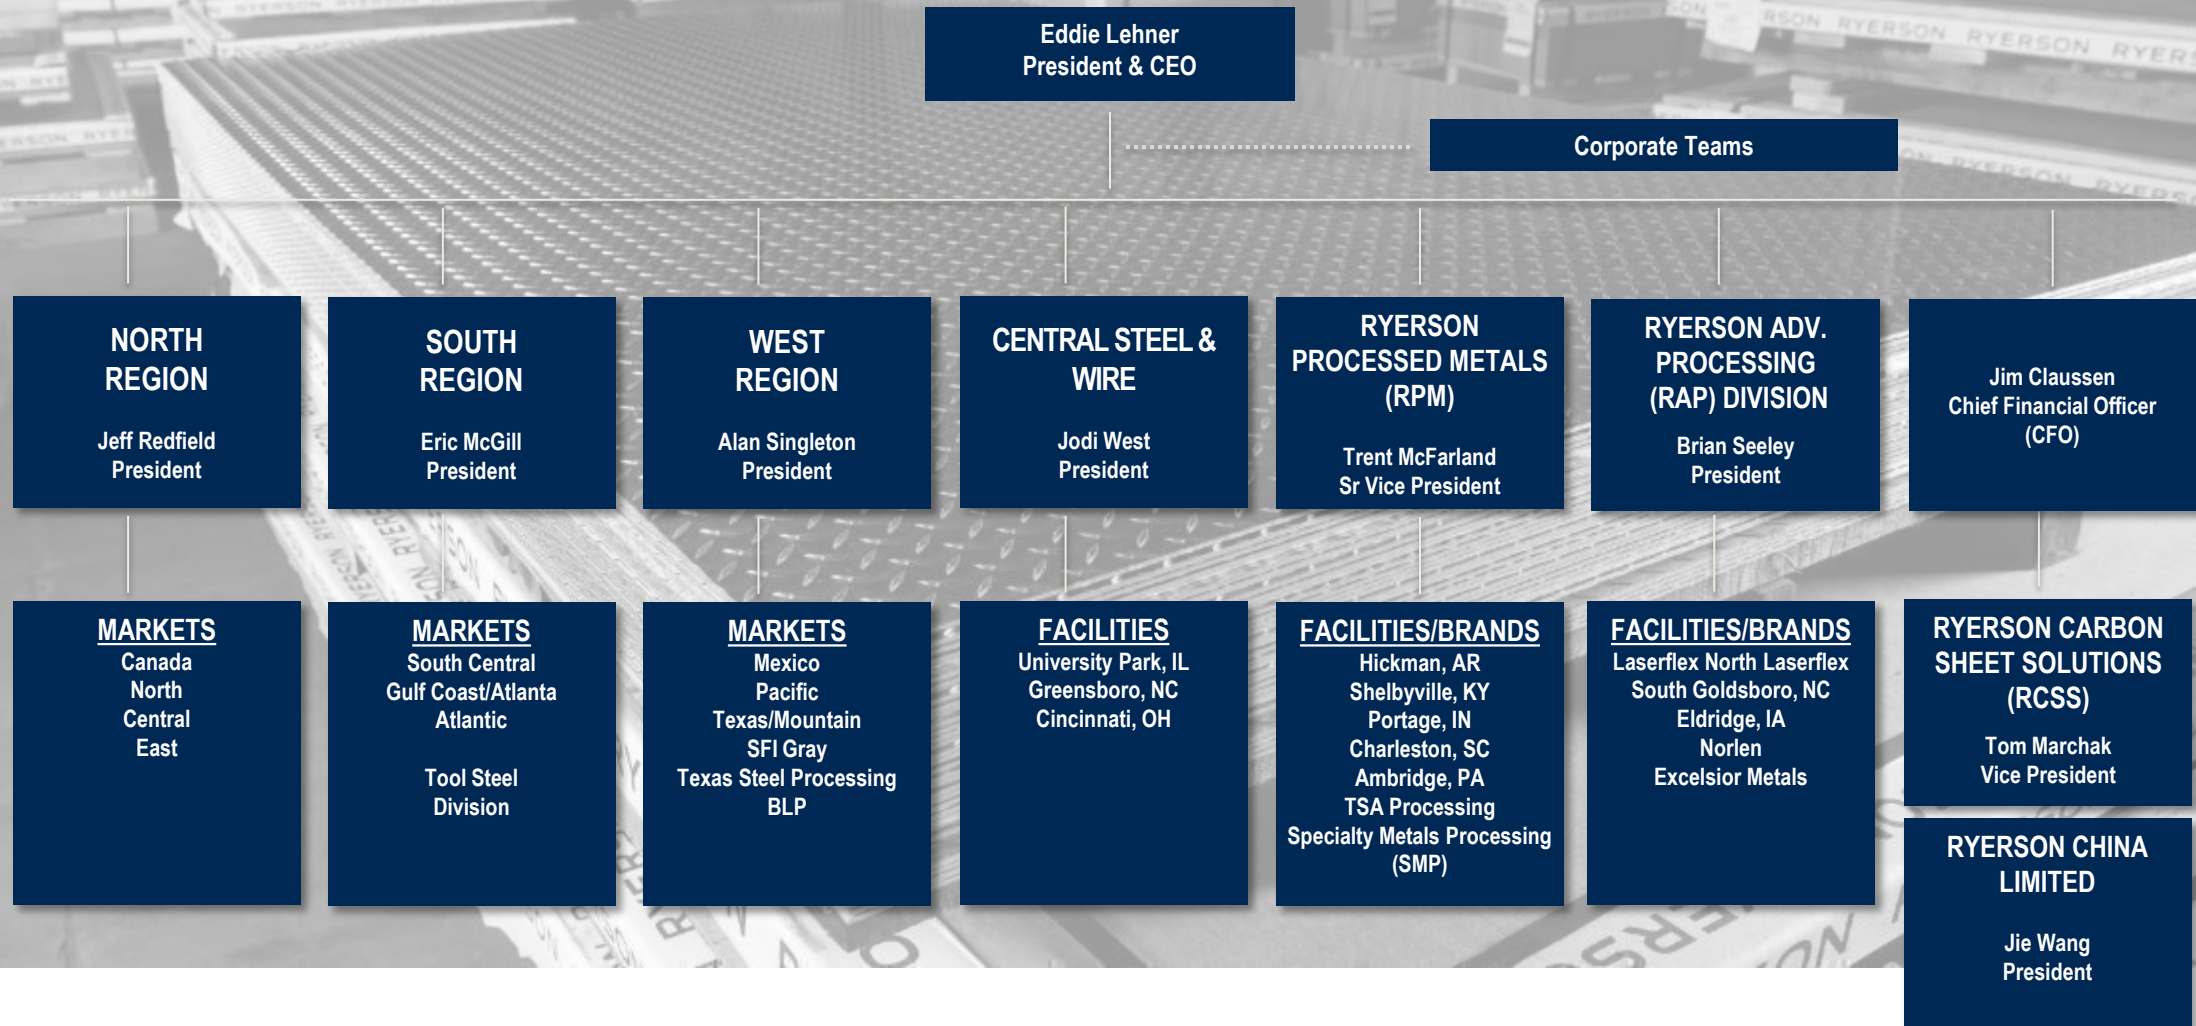 Eddie Lehner
President & CEO
Corporate Teams
NORTH
REGION
Jeff Redfield
President
SOUTH
REGION
Eric McGill
President
WEST
REGION
Alan Singleton
President
CENTRAL STEEL &
WIRE
Jodi West
President
RYERSON
PROCESSED METALS
(RPM)
Trent McFarland
Sr Vice President
RYERSON ADV.
PROCESSING
(RAP) DIVISION
Brian Seeley
President
Jim Claussen
Chief Financial Officer
(CFO)
MARKETS
Canada
North
Central
East
MARKETS
South Central
Gulf Coast/Atlanta
Atlantic
Tool Steel
Division
MARKETS
Mexico
Pacific
Texas/Mountain
SFI Gray
Texas Steel Processing
BLP
FACILITIES
University Park, IL
Greensboro, NC
Cincinnati, OH
FACILITIES/BRANDS
Hickman, AR
Shelbyville, KY
Portage, IN
Charleston, SC
Ambridge, PA
TSA Processing
Specialty Metals Processing
(SMP)
FACILITIES/BRANDS
Laserflex North Laserflex
South Goldsboro, NC
Eldridge, IA
Norlen
Excelsior Metals
RYERSON CARBON
SHEET SOLUTIONS
(RCSS)
Tom Marchak
Vice President
RYERSON CHINA
LIMITED
Jie Wang
President